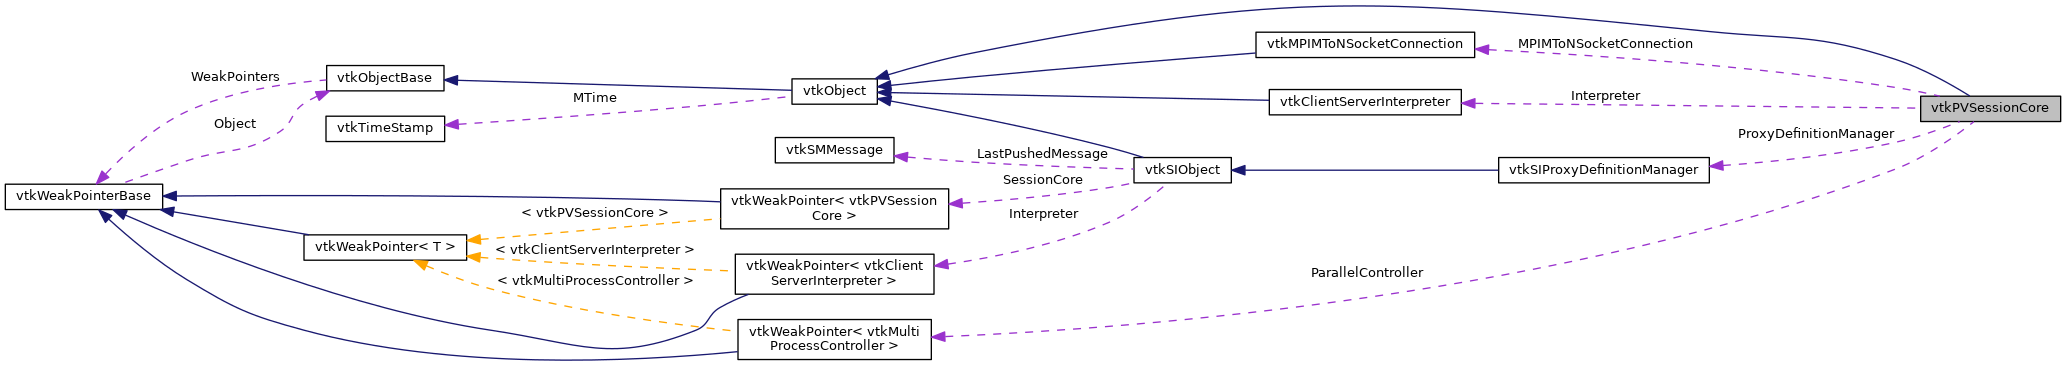 vtkMPIMToNSocketConnection
MPIMToNSocketConnection
WeakPointers
vtkObjectBase
vtkObject
MTime
vtkClientServerInterpreter
Interpreter
vtkPVSessionCore
Object
vtkTimeStamp
ProxyDefinitionManager
vtkSMMessage
LastPushedMessage
vtkSIObject
vtkSIProxyDefinitionManager
SessionCore
vtkWeakPointerBase
vtkWeakPointer< vtkPVSession
Core >
< vtkPVSessionCore >
Interpreter
vtkWeakPointer< T >
< vtkClientServerInterpreter >
vtkWeakPointer< vtkClient
ServerInterpreter >
< vtkMultiProcessController >
ParallelController
vtkWeakPointer< vtkMulti
ProcessController >